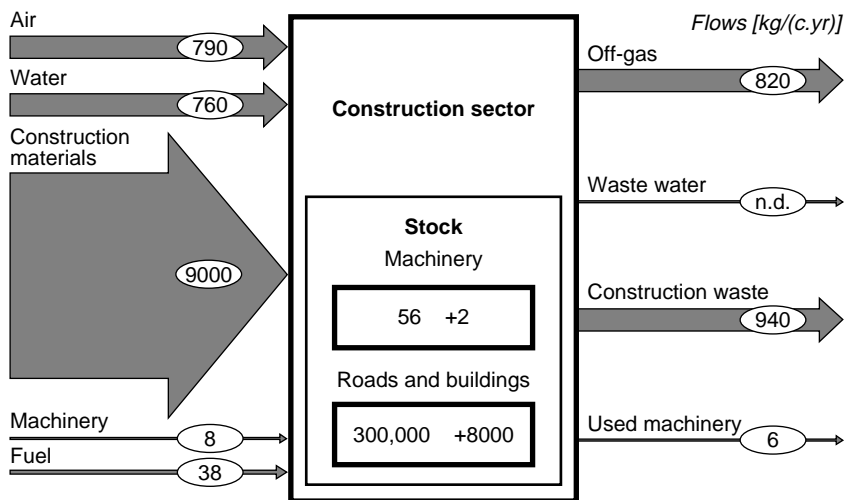 Air
790
Water
760
Construction
materials
9000
Machinery
8
Fuel
38
Construction sector
Stock
Machinery
56 +2
Roads and buildings
300,000 +8000
Flows [kg/(c.yr)]
Off-gas
820
Waste water
n.d.
Construction waste
940
Used machinery
6